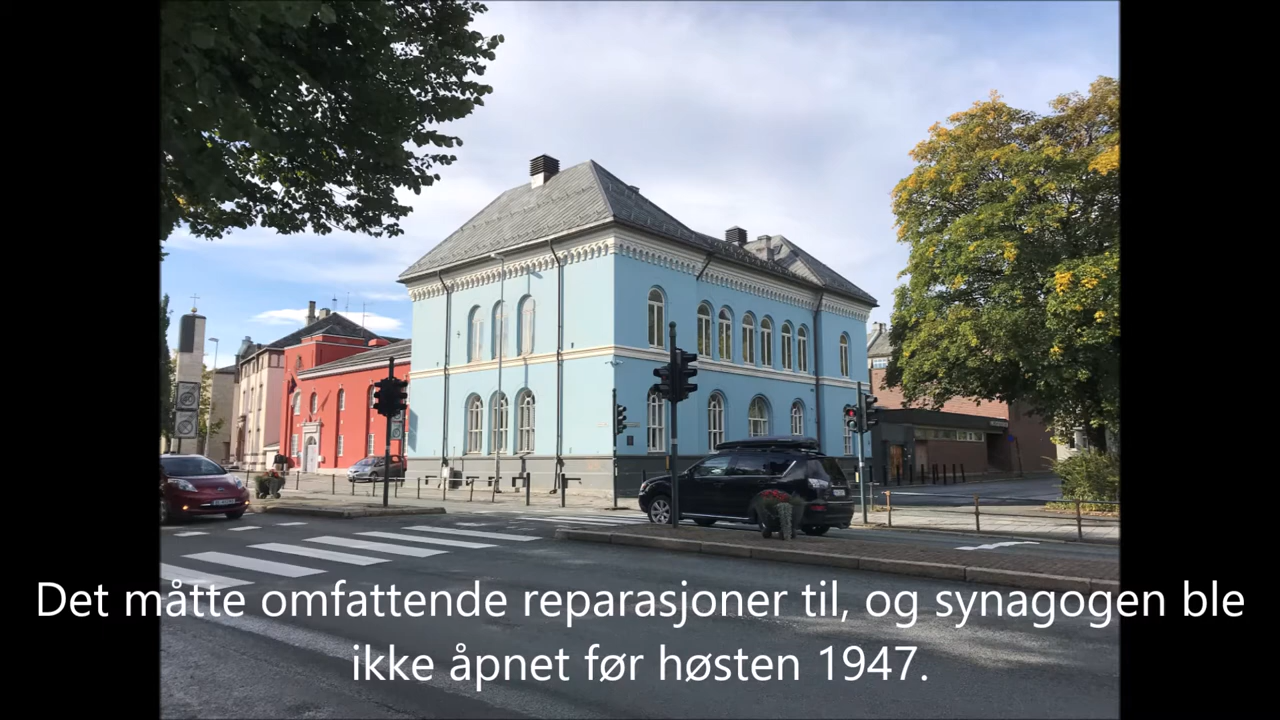 Det måtte omfattende reparasjoner til, og synagogen ble
ikke åpnet før høsten 1947.